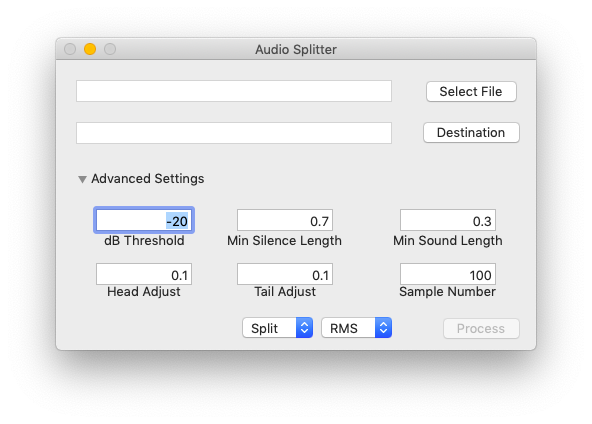 Audio Splitter
Select File
Destination
Advanced Settings
-20 0.7 0.3
dB Threshold Min Silence Length Min Sound Length
0.1 0.1 100
Head Adjust Tail Adjust Sample Number
Split RMS Process